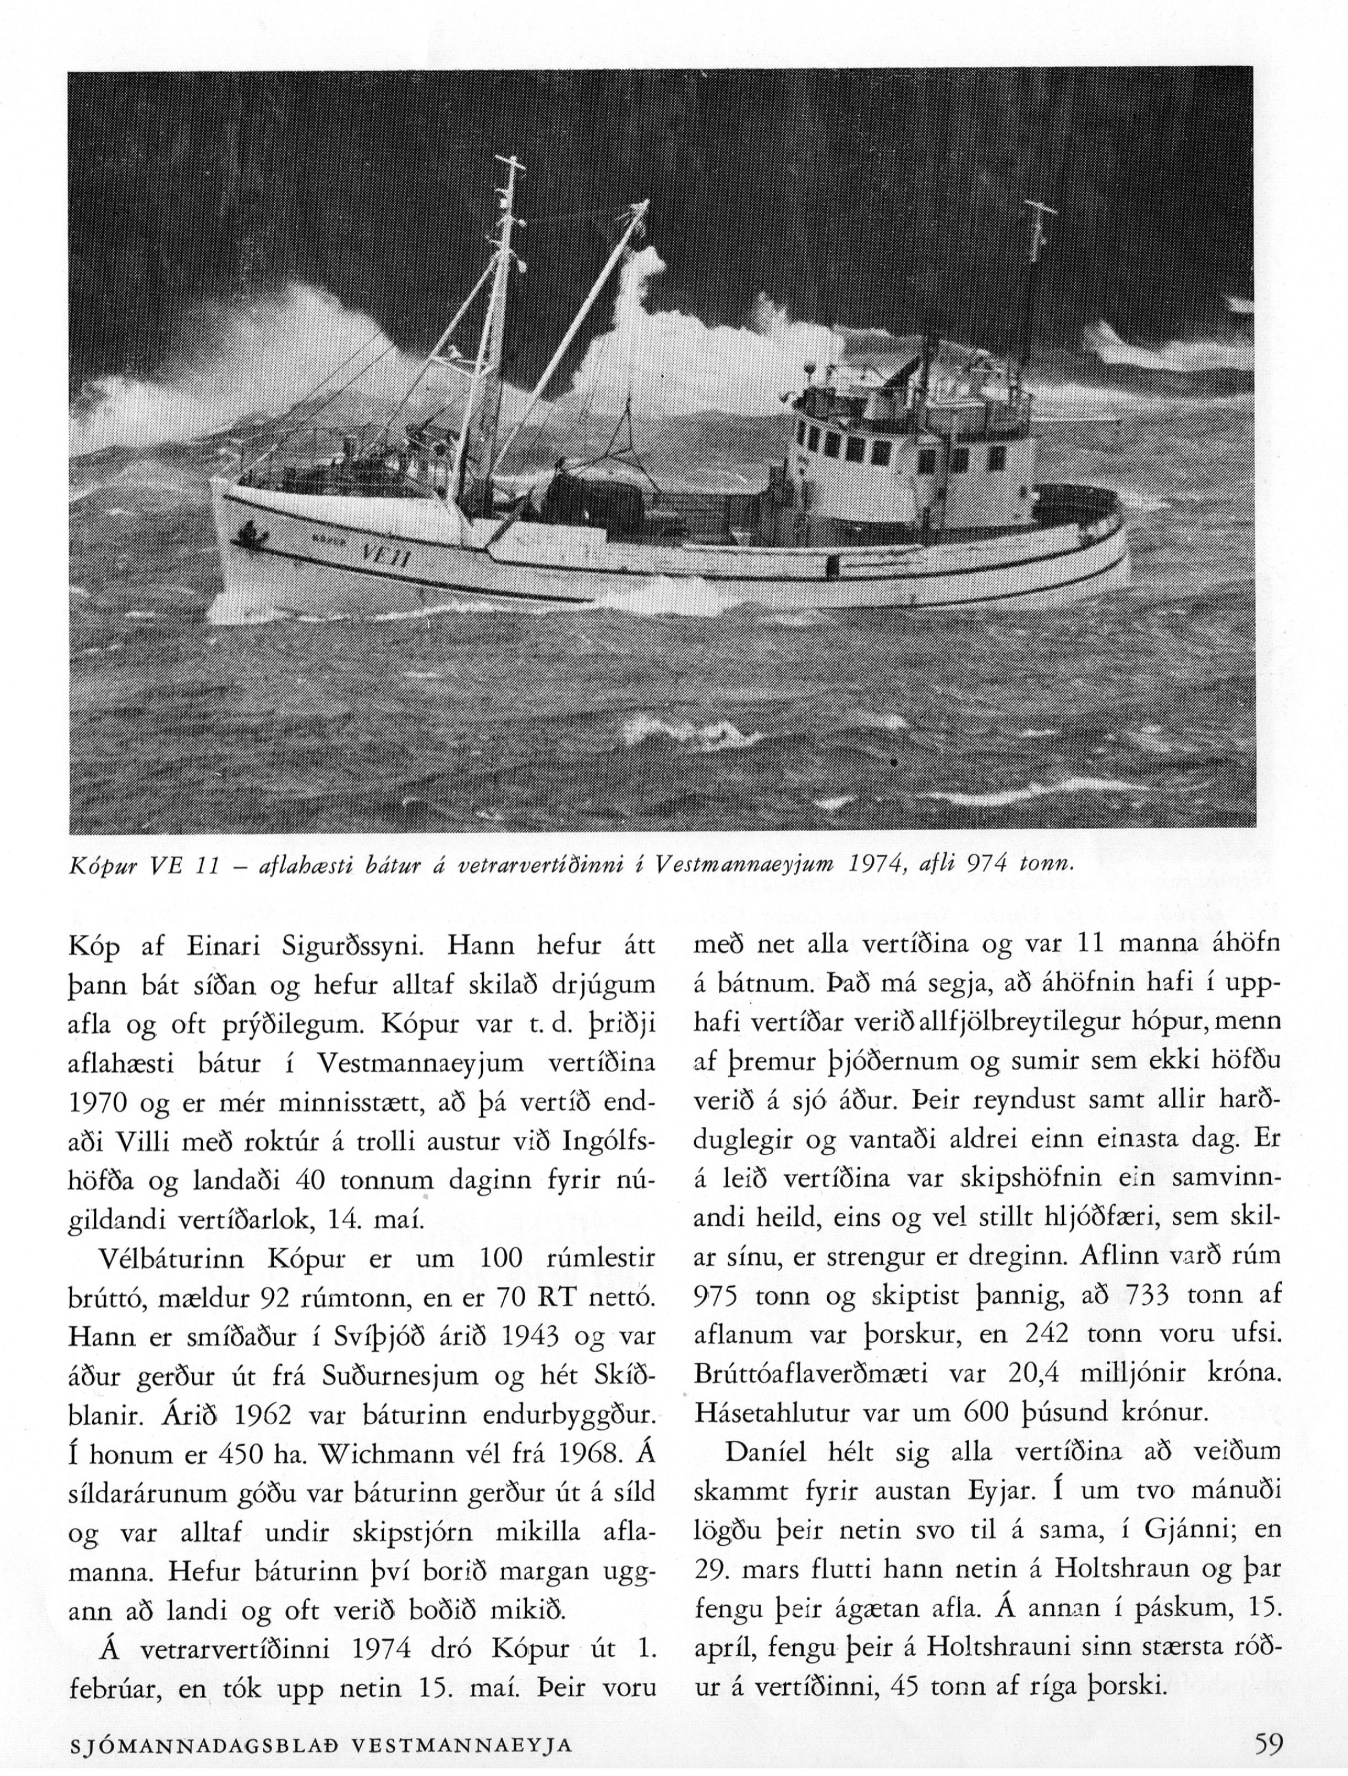 KÓPUR VE 11
Kópur VE 11 — aflahæsti bátur á vetrarvertíðinni í Vestmannaeyjum 1974, afli 974 tonn.
Kóp af Einari Sigurðssyni. Hann hefur átt
þann bát síðan og hefur alltaf skilað drjúgum
afla og oft prýðilegum. Kópur var t. d. þriðji
aflahæsti bátur í Vestmannaeyjum vertíðina
1970 og er mér minnisstætt, að þá vertíð end-
aði Villi með roktúr á trolli austur við Ingólfs-
höfða og landaði 40 tonnum daginn fyrir nú-
gildandi vertíðarlok, 14. maí.
Vélbáturinn Kópur er um 100 rúmlestir
brúttó, mældur 92 rúmtonn, en er 70 RT nettó.
Hann er smíðaður í Svíþjóð árið 1943 og var
áður gerður út frá Suðurnesjum og hét Skíð-
blanir. Árið 1962 var báturinn endurbyggður.
Í honum er 450 ha. Wichmann vél frá 1968. Á
síldarárunum góðu var báturinn gerður út á síld
og var alltaf undir skipstjórn mikilla afla-
manna. Hefur báturinn því borið margan ugg-
ann að landi og oft verið boðið mikið.
Á vetrarvertíðinni 1974 dró Kópur út 1.
febrúar, en tók upp netin 15. maí. Þeir voru
með net alla vertíðina og var 11 manna áhöfn
á bátnum. Það má segja, að áhöfnin hafi í upp-
hafi vertíðar verið allfjölbreytilegur hópur, menn
af þremur þjóðernum og sumir sem ekki höfðu
verið á sjó áður. Þeir reyndust samt allir harð-
duglegir og vantaði aldrei einn einasta dag. Er
á leið vertíðina var skipshöfnin ein samvinn-
andi heild, eins og vel stillt hljóðfæri, sem skil-
ar sínu, er strengur er dreginn. Aflinn varð rúm
975 tonn og skiptist þannig, að 733 tonn af
aflanum var þorskur, en 242 tonn voru ufsi.
Brúttóaflaverðmæti var 20,4 milljónir króna.
Hásetahlutur var um 600 þúsund krónur.
Daníel hélt sig alla vertíðina að veiðum
skammt fyrir austan Eyjar. Í um tvo mánuði
lögðu þeir netin svo til á sama, í Gjánni; en
29. mars flutti hann netin á Holtshraun og þar
fengu þeir ágætan afla. Á annan í páskum, 15.
apríl, fengu þeir á Holtshrauni sinn stærsta róð-
ur á vertíðinni, 45 tonn af ríga þorski.
SJÓMANNADAGSBLAÐ VESTMANNAEYJA
59